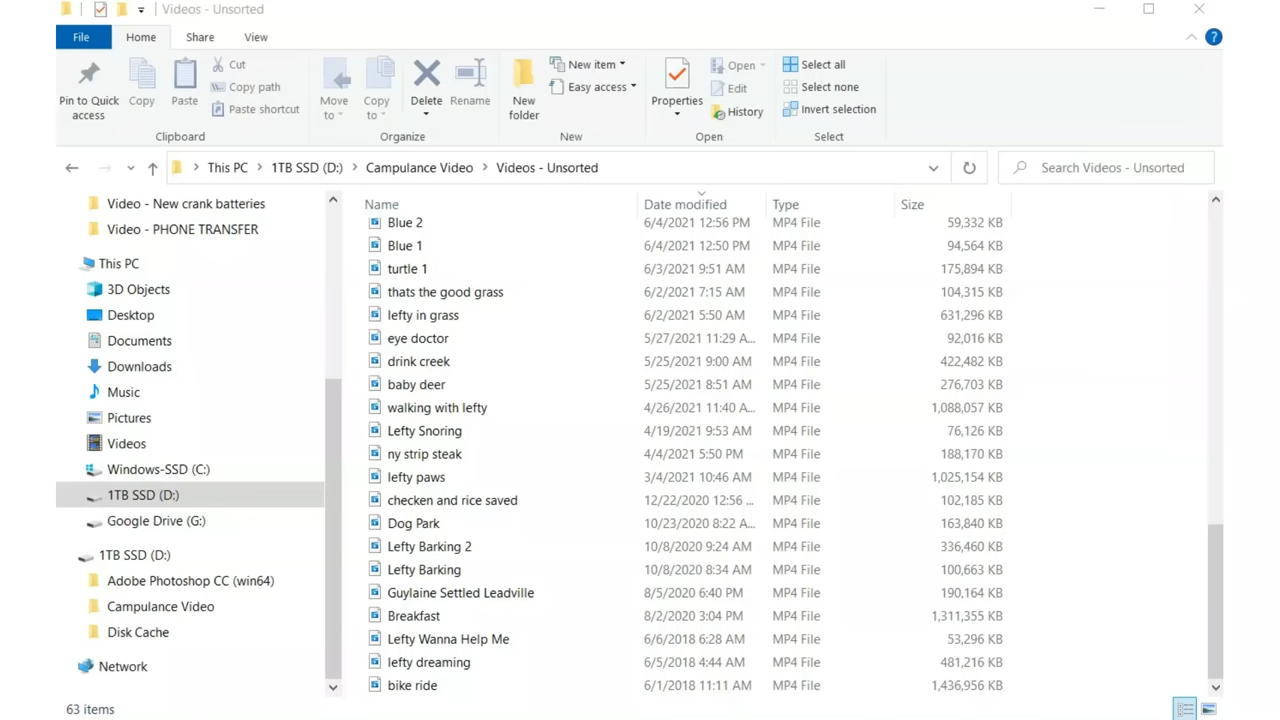 Videos - Unsorted
File Home Share View
Pin to Quick access
Copy
Paste
Cut
Copy path
Paste shortcut
Clipboard
Move to
Copy to
Delete
Rename
Organize
New folder
New item
Easy access
New
Properties
Open
Edit
History
Open
Select all
Select none
Invert selection
Select
This PC > 1TB SSD (D:) > Campulance Video > Videos - Unsorted
Search Videos - Unsorted
Video - New crank batteries
Video - PHONE TRANSFER
This PC
3D Objects
Desktop
Documents
Downloads
Music
Pictures
Videos
Windows-SSD (C:)
1TB SSD (D:)
Google Drive (G:)
1TB SSD (D:)
Adobe Photoshop CC (win64)
Campulance Video
Disk Cache
Network
Name Date modified Type Size
Blue 2 6/4/2021 12:56 PM MP4 File 59,332 KB
Blue 1 6/4/2021 12:50 PM MP4 File 94,564 KB
turtle 1 6/3/2021 9:51 AM MP4 File 175,894 KB
thats the good grass 6/2/2021 7:15 AM MP4 File 104,315 KB
lefty in grass 6/2/2021 5:50 AM MP4 File 631,296 KB
eye doctor 5/27/2021 11:29 A... MP4 File 92,016 KB
drink creek 5/25/2021 9:00 AM MP4 File 422,482 KB
baby deer 5/25/2021 8:51 AM MP4 File 276,703 KB
walking with lefty 4/26/2021 11:40 A... MP4 File 1,088,057 KB
Lefty Snoring 4/19/2021 9:53 AM MP4 File 76,126 KB
ny strip steak 4/4/2021 5:50 PM MP4 File 188,170 KB
lefty paws 3/4/2021 10:46 AM MP4 File 1,025,154 KB
checken and rice saved 12/22/2020 12:56 ... MP4 File 102,185 KB
Dog Park 10/23/2020 8:22 A... MP4 File 163,840 KB
Lefty Barking 2 10/8/2020 9:24 AM MP4 File 336,460 KB
Lefty Barking 10/8/2020 8:34 AM MP4 File 100,663 KB
Guylaine Settled Leadville 8/5/2020 6:40 PM MP4 File 190,164 KB
Breakfast 8/2/2020 3:04 PM MP4 File 1,311,355 KB
Lefty Wanna Help Me 6/6/2018 6:28 AM MP4 File 53,296 KB
lefty dreaming 6/5/2018 4:44 AM MP4 File 481,216 KB
bike ride 6/1/2018 11:11 AM MP4 File 1,436,956 KB
63 items